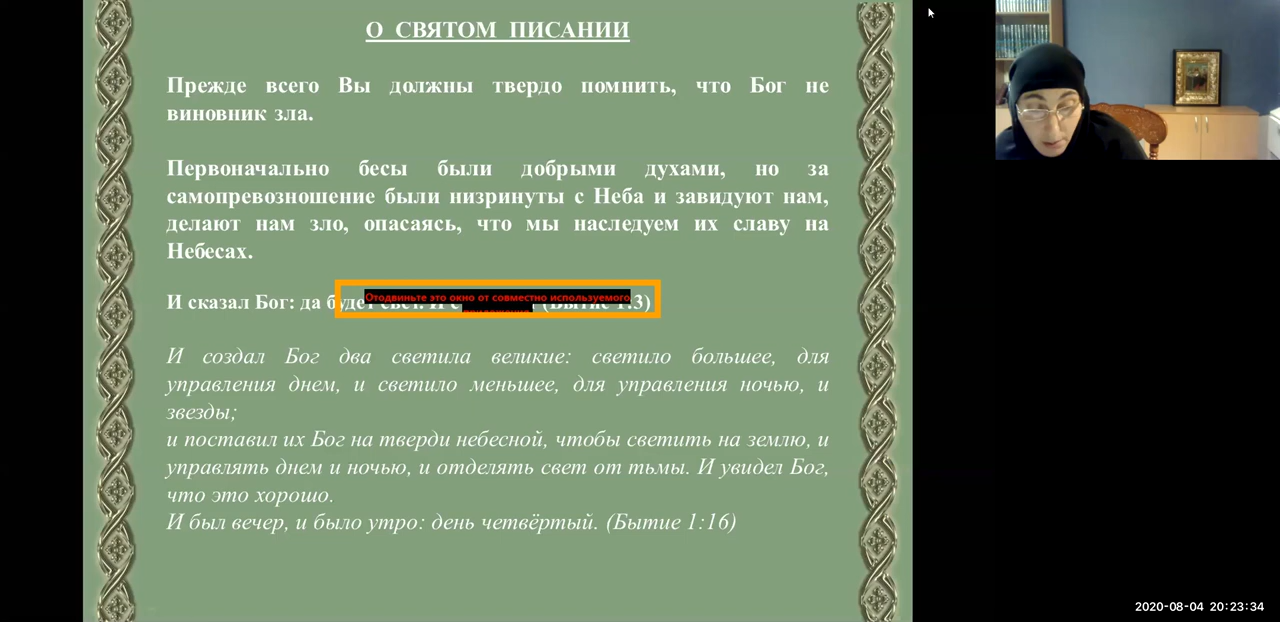 О СВЯТОМ ПИСАНИИ
Прежде всего Вы должны твердо помнить, что Бог не
виновник зла.
Первоначально бесы были добрыми духами, но за
самопревозношение были низринуты с Неба и завидуют нам,
делают нам зло, опасаясь, что мы наследуем их славу на
Небесах.
И сказал Бог: да будет свет. И с (Бытие 1:3)
Отодвиньте это окно от совместно используемого
И создал Бог два светила великие: светило большее, для
управления днем, и светило меньшее, для управления ночью, и
звезды;
и поставил их Бог на тверди небесной, чтобы светить на землю, и
управлять днем и ночью, и отделять свет от тьмы. И увидел Бог,
что это хорошо.
И был вечер, и было утро: день четвёртый. (Бытие 1:16)
2020-08-04 20:23:34